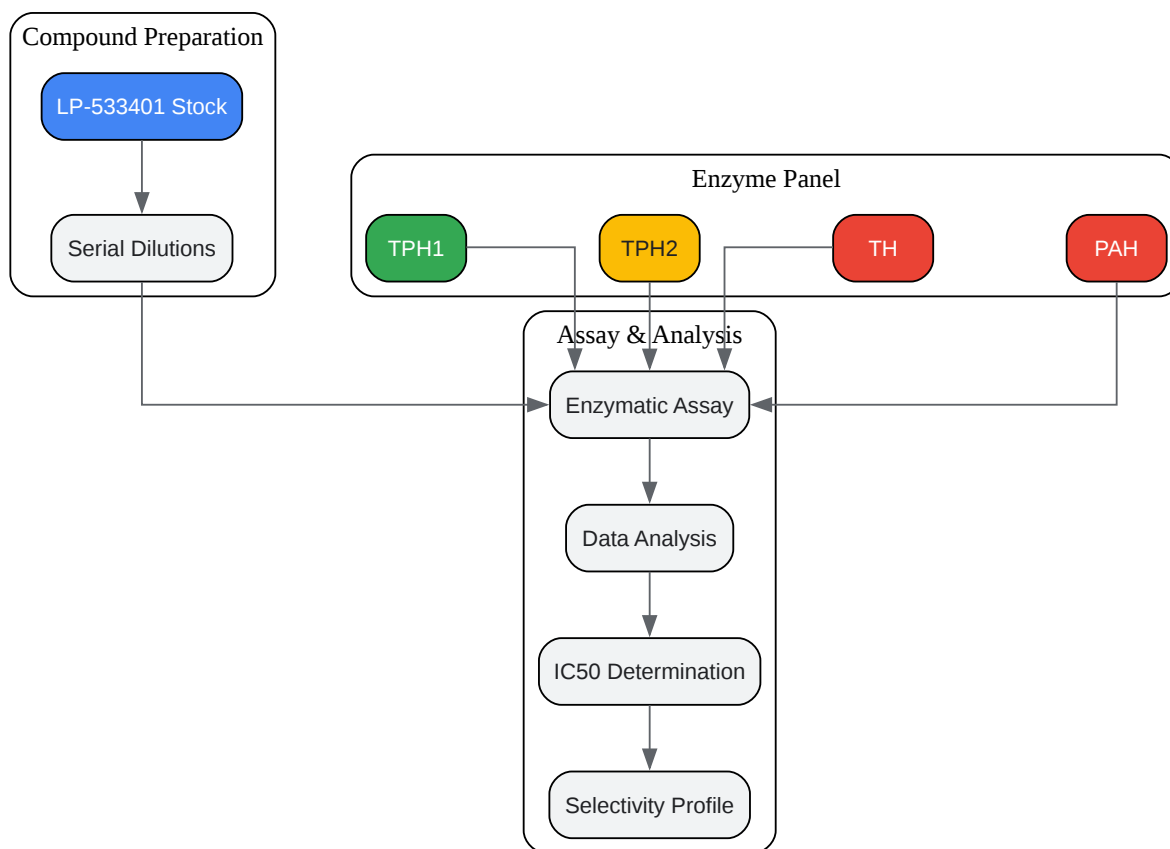 Compound Preparation
LP-533401 Stock
Serial Dilutions
Enzyme Panel
TPH1
TPH2
TH
PAH
Assay & Analysis
Enzymatic Assay
Data Analysis
IC50 Determination
Selectivity Profile